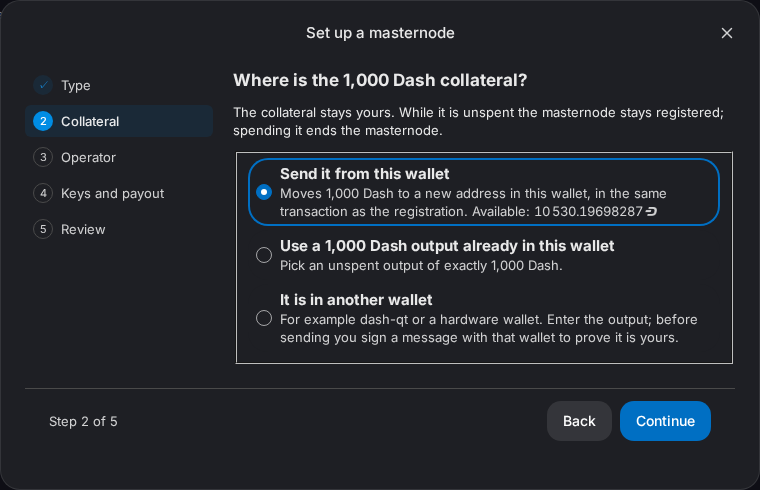 Set up a masternode
Type
2 Collateral
3 Operator
4 Keys and payout
5 Review
Where is the 1,000 Dash collateral?
The collateral stays yours. While it is unspent the masternode stays registered;
spending it ends the masternode.
Send it from this wallet
Moves 1,000 Dash to a new address in this wallet, in the same
transaction as the registration. Available: 10 530.19698287
Use a 1,000 Dash output already in this wallet
Pick an unspent output of exactly 1,000 Dash.
It is in another wallet
For example dash-qt or a hardware wallet. Enter the output; before
sending you sign a message with that wallet to prove it is yours.
Step 2 of 5
Back
Continue